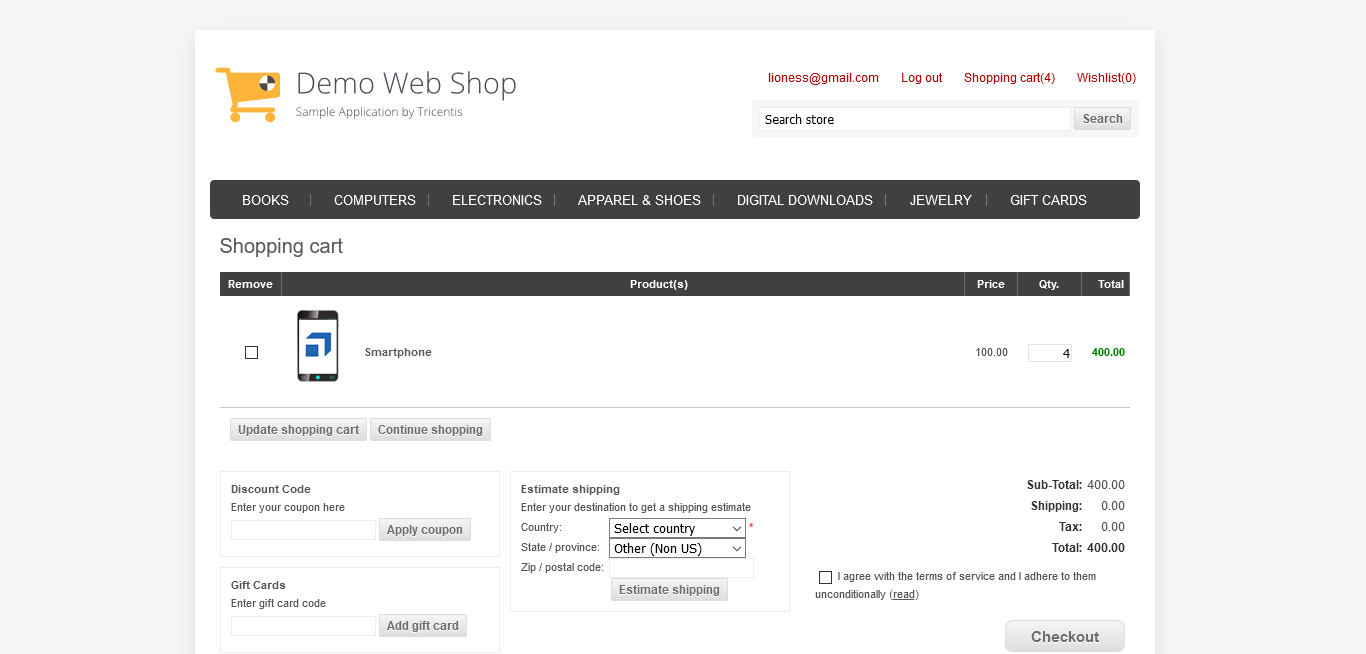 Demo Web Shop
Sample Application by Tricentis
lioness@gmail.com Log out Shopping cart(4) Wishlist(0)
Search store Search
BOOKS COMPUTERS ELECTRONICS APPAREL & SHOES DIGITAL DOWNLOADS JEWELRY GIFT CARDS
Shopping cart
Remove Product(s) Price Qty. Total
Smartphone 100.00 4 400.00
Update shopping cart Continue shopping
Discount Code
Enter your coupon here
Apply coupon
Gift Cards
Enter gift card code
Add gift card
Estimate shipping
Enter your destination to get a shipping estimate
Country: Select country *
State / province: Other (Non US)
Zip / postal code:
Estimate shipping
Sub-Total: 400.00
Shipping: 0.00
Tax: 0.00
Total: 400.00
I agree with the terms of service and I adhere to them
unconditionally (read)
Checkout